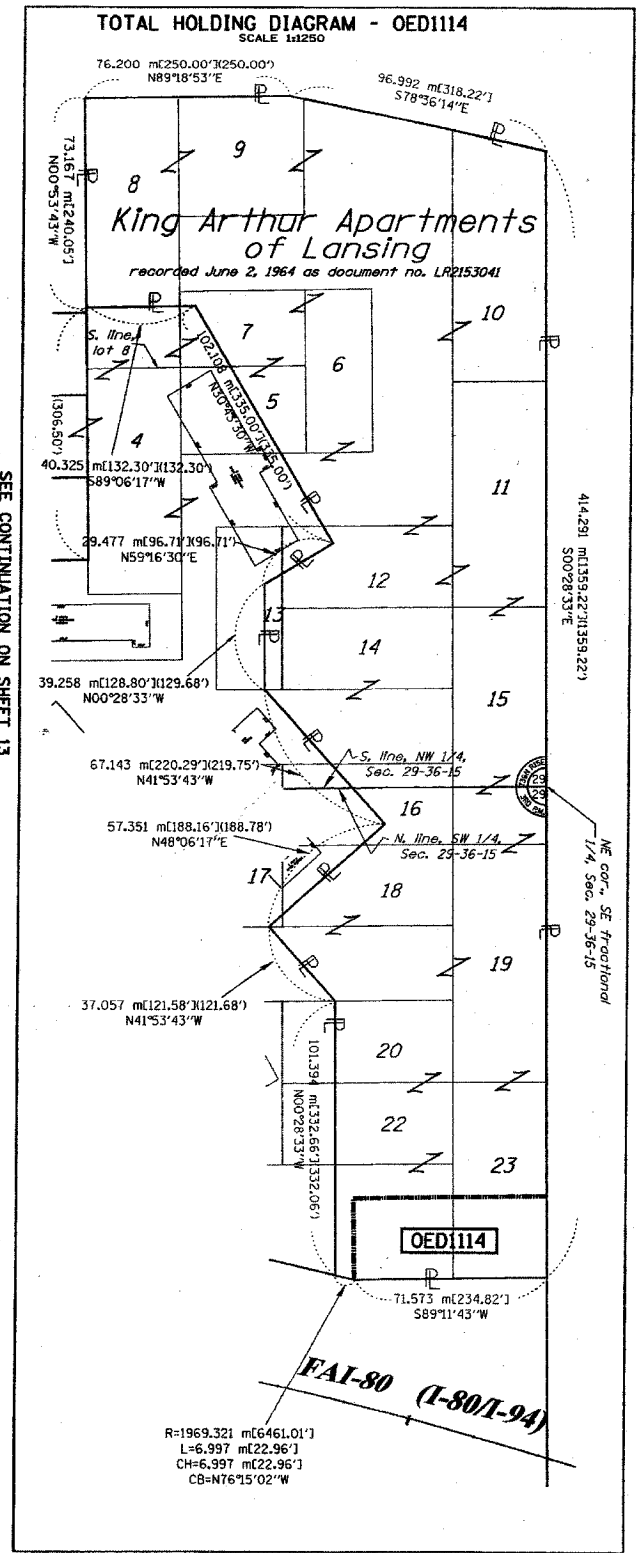 TOTAL HOLDING DIAGRAM - OED1114
SCALE 1:1250
76.200 m[250.00'](250.00')
N89°18'53"E
96.992 m[318.22']
S78°36'14"E
73.167 m[240.05']
N00°53'43"W
8
9
King Arthur Apartments
of Lansing
recorded June 2, 1964 as document no. LR2153041
10
7
6
S. line,
lot 8
102.108 m[335.00'](335.00')
N30°43'30"W
5
4
(306.50')
40.325 m[132.30'](132.30')
S89°06'17"W
11
414.291 m[1359.22'](1359.22')
S00°28'33"E
29.477 m[96.71'](96.71')
N59°16'30"E
12
13
14
15
39.258 m[128.80'](129.68')
N00°28'33"W
SEE CONTINUATION ON SHEET 13
67.143 m[220.29'](219.75')
N41°53'43"W
S. line, NW 1/4,
Sec. 29-36-15
29
29
16
57.351 m[188.16'](188.78')
N48°06'17"E
N. line, SW 1/4,
Sec. 29-36-15
NE cor., SE fractional
1/4, Sec. 29-36-15
17
18
19
37.057 m[121.58'](121.68')
N41°53'43"W
20
101.394 m[332.66'](332.06')
N00°28'33"W
22
23
OED1114
71.573 m[234.82']
S89°11'43"W
FAI-80 (I-80/I-94)
R=1969.321 m[6461.01']
L=6.997 m[22.96']
CH=6.997 m[22.96']
CB=N76°15'02"W